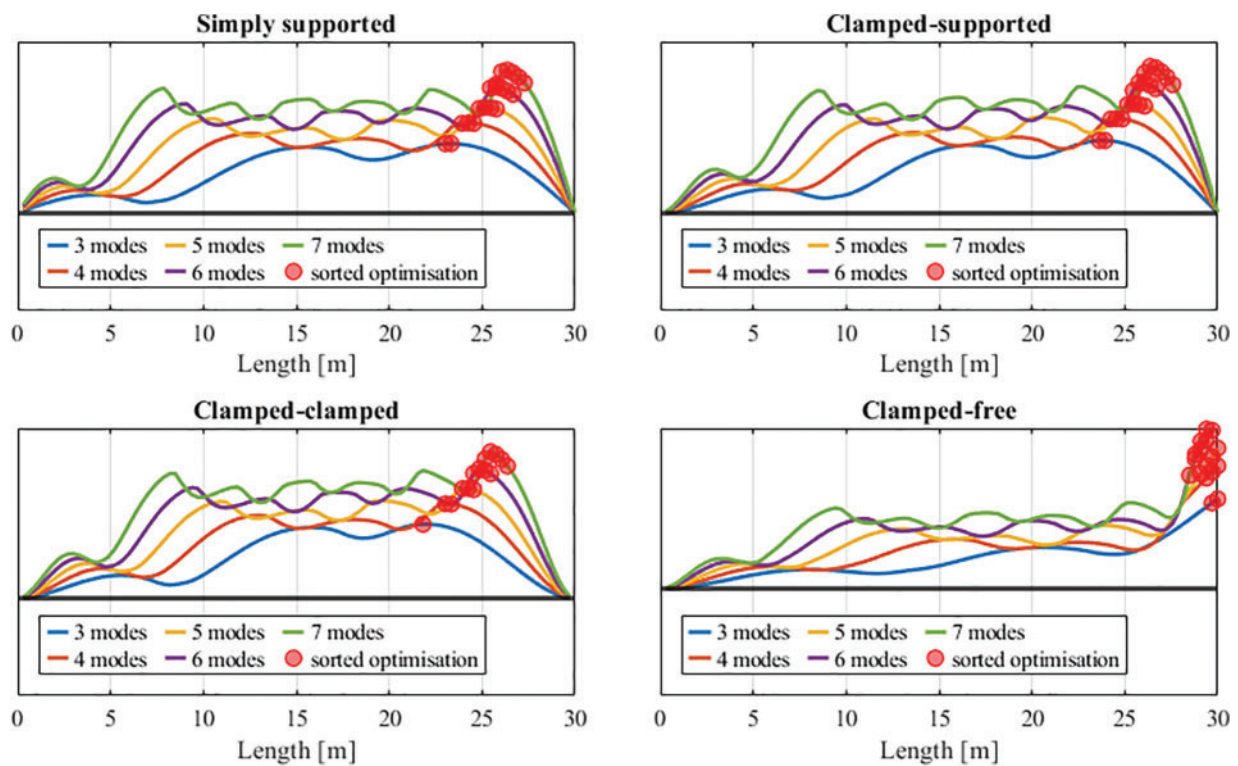 Simply supported
Clamped-supported
3 modes 5 modes 7 modes
4 modes 6 modes sorted optimisation
3 modes 5 modes 7 modes
4 modes 6 modes sorted optimisation
0 5 10 15 20 25 30
0 5 10 15 20 25 30
Length [m]
Length [m]
Clamped-clamped
Clamped-free
3 modes 5 modes 7 modes
4 modes 6 modes sorted optimisation
3 modes 5 modes 7 modes
4 modes 6 modes sorted optimisation
0 5 10 15 20 25 30
0 5 10 15 20 25 30
Length [m]
Length [m]